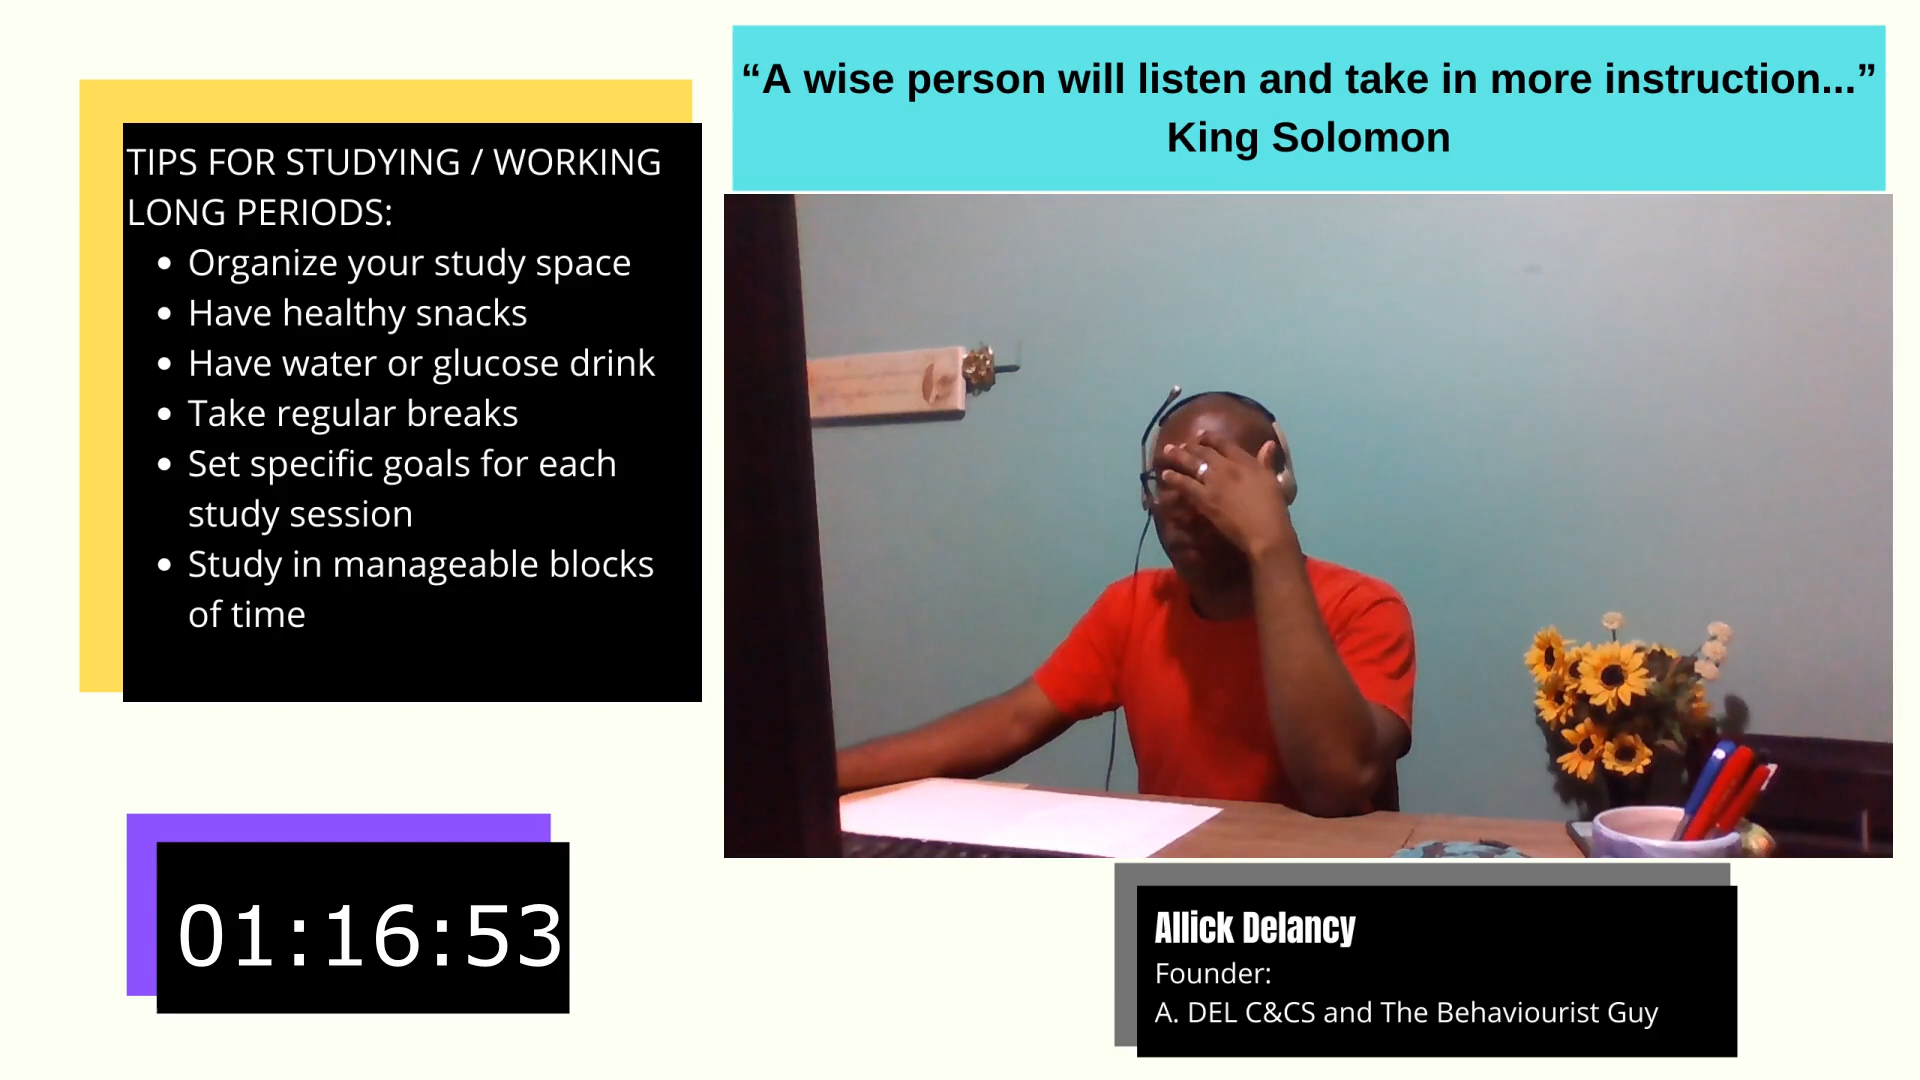 “A wise person will listen and take in more instruction...”
King Solomon
TIPS FOR STUDYING / WORKING
LONG PERIODS:
• Organize your study space
• Have healthy snacks
• Have water or glucose drink
• Take regular breaks
• Set specific goals for each
study session
• Study in manageable blocks
of time
01:16:53
Allick Delancy
Founder:
A. DEL C&CS and The Behaviourist Guy